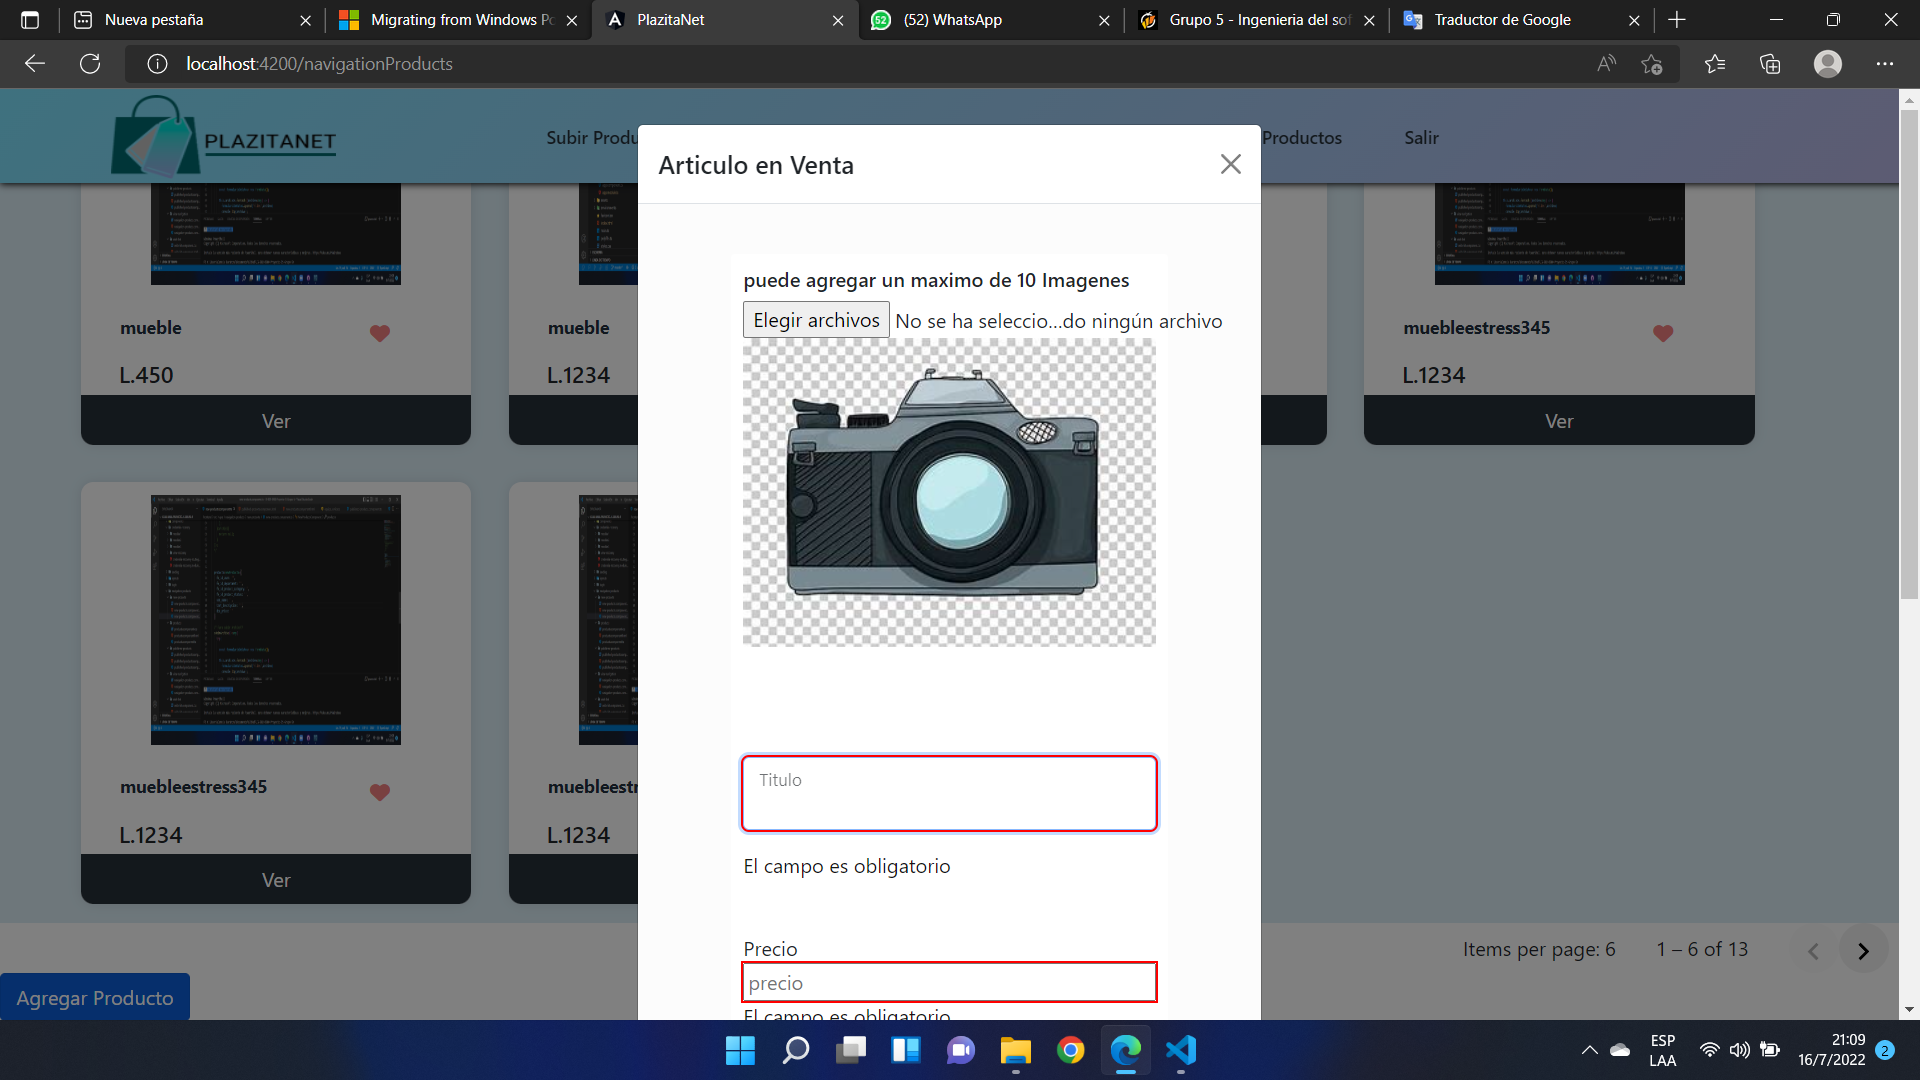 Nueva pestaña
Migrating from Windows Po
PlazitaNet
(52) WhatsApp
Grupo 5 - Ingenieria del sof
Traductor de Google
localhost:4200/navigationProducts
PLAZITANET
Subir Produ
Productos
Salir
Articulo en Venta
puede agregar un maximo de 10 Imagenes
Elegir archivos No se ha seleccio...do ningún archivo
mueble
L.450
Ver
mueble
L.1234
muebleestress345
L.1234
Ver
muebleestress345
L.1234
Ver
muebleestr
L.1234
Titulo
El campo es obligatorio
Precio
precio
El campo es obligatorio
Items per page: 6
1 – 6 of 13
Agregar Producto
ESP
LAA
21:09
16/7/2022
2